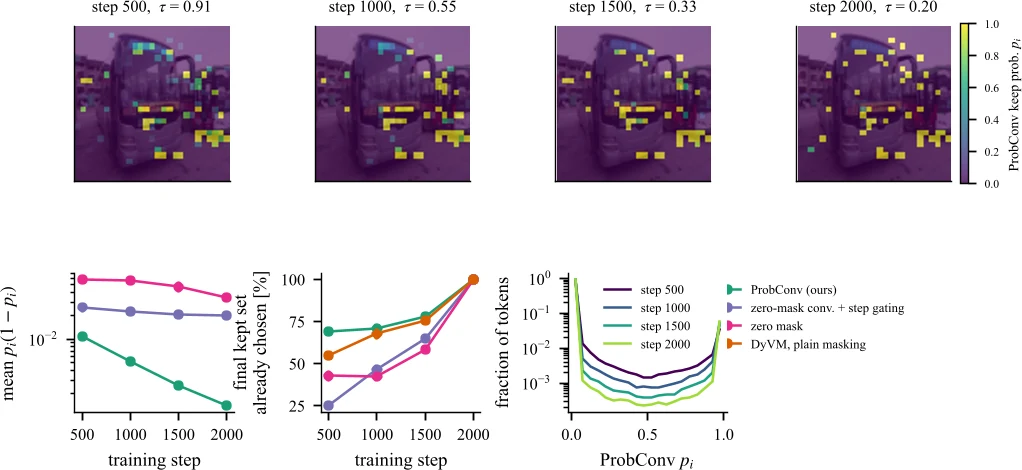 step 500, τ = 0.91
step 1000, τ = 0.55
step 1500, τ = 0.33
step 2000, τ = 0.20
1.0
0.8
0.6
0.4
0.2
0.0
ProbConv keep prob. pᵢ
mean pᵢ(1 − pᵢ)
10⁻²
500
1000
1500
2000
training step
final kept set
already chosen [%]
100
75
50
25
500
1000
1500
2000
training step
fraction of tokens
10⁰
10⁻¹
10⁻²
10⁻³
step 500
step 1000
step 1500
step 2000
0.0
0.5
1.0
ProbConv pᵢ
ProbConv (ours)
zero-mask conv. + step gating
zero mask
DyVM, plain masking